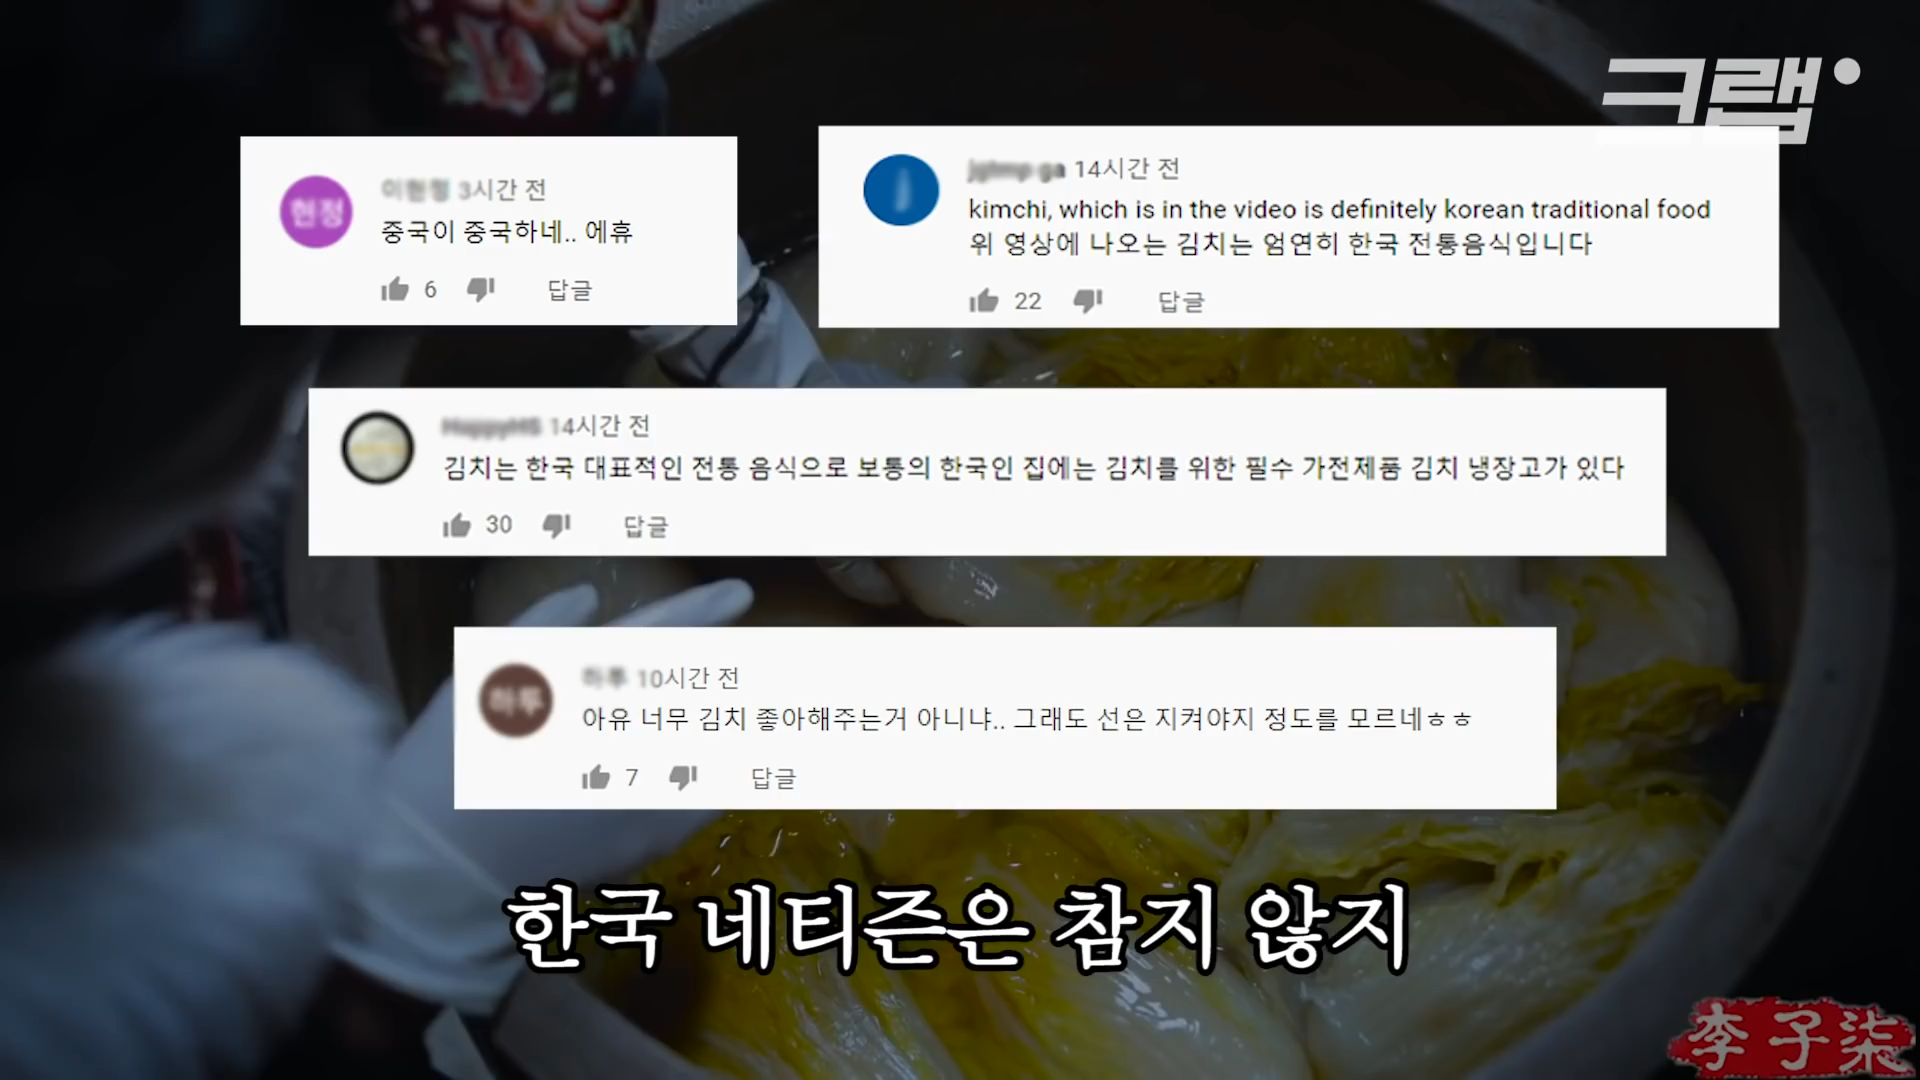 크랩
3시간 전
현정
중국이 중국하네.. 에휴
6 답글
14시간 전
kimchi, which is in the video is definitely korean traditional food
위 영상에 나오는 김치는 엄연히 한국 전통음식입니다
22 답글
14시간 전
김치는 한국 대표적인 전통 음식으로 보통의 한국인 집에는 김치를 위한 필수 가전제품 김치 냉장고가 있다
30 답글
10시간 전
아유 너무 김치 좋아해주는거 아니냐.. 그래도 선은 지켜야지 정도를 모르네ㅎㅎ
7 답글
한국 네티즌은 참지 않지
李子柒